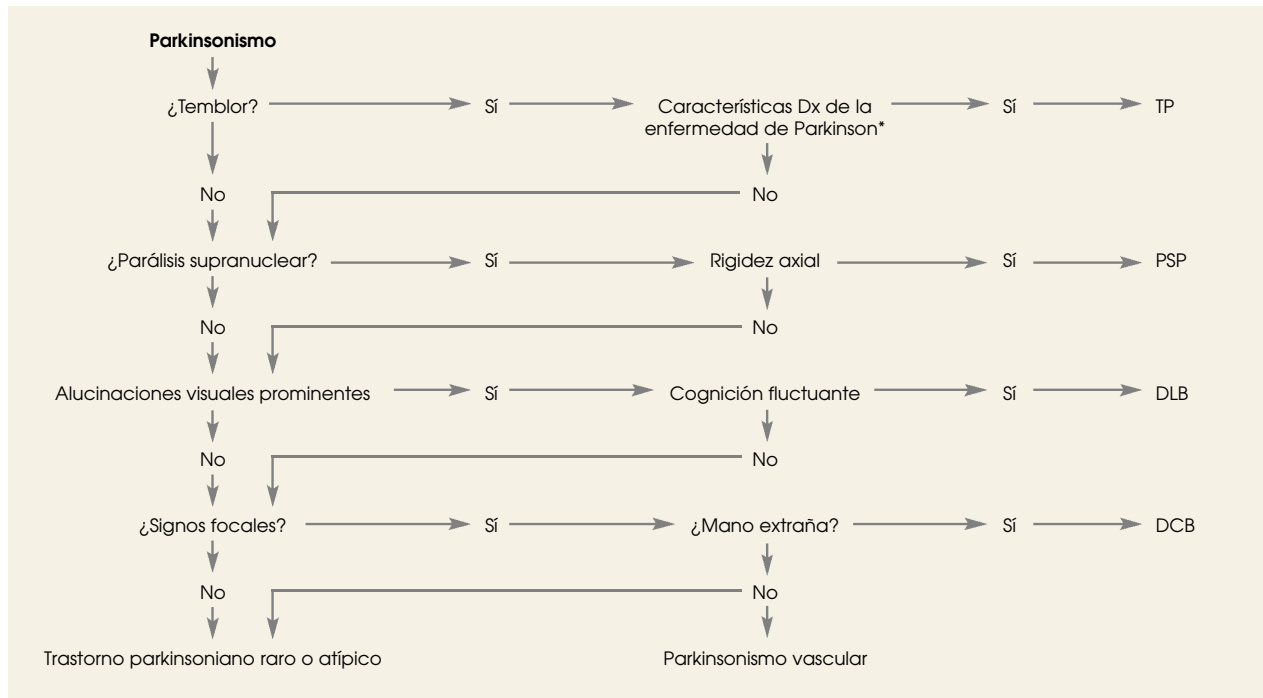 Parkinsonismo
¿Temblor? Sí Características Dx de la Sí TP
enfermedad de Parkinson*
No No
¿Parálisis supranuclear? Sí Rigidez axial Sí PSP
No No
Alucinaciones visuales prominentes Sí Cognición fluctuante Sí DLB
No No
¿Signos focales? Sí ¿Mano extraña? Sí DCB
No No
Trastorno parkinsoniano raro o atípico Parkinsonismo vascular